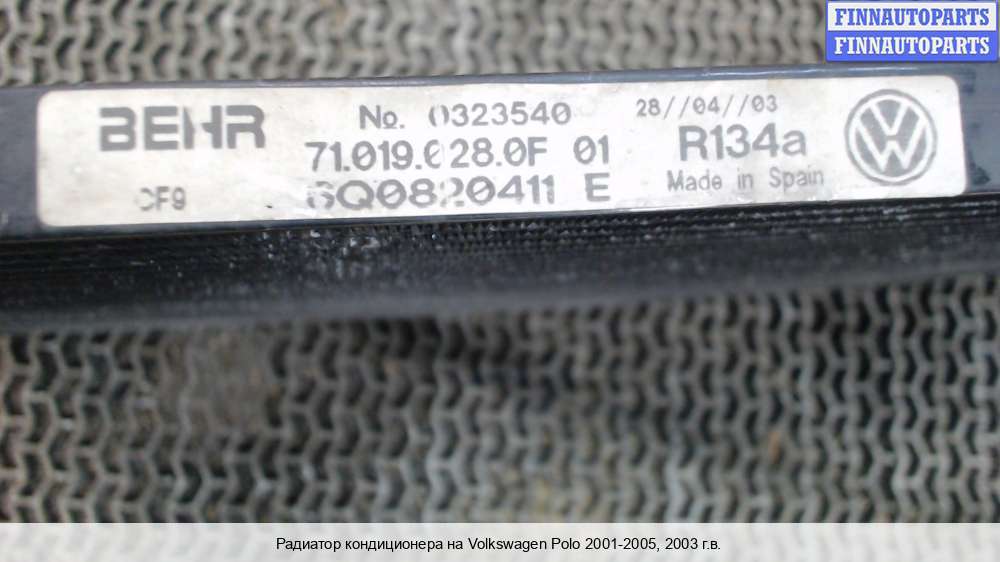 FINNAUTOPARTS
FINNAUTOPARTS
BEHR
No. 0323540
28//04//03
71.019.028.0F 01
R134a
CF9
6Q0820411 E
Made in Spain
Радиатор кондиционера на Volkswagen Polo 2001-2005, 2003 г.в.